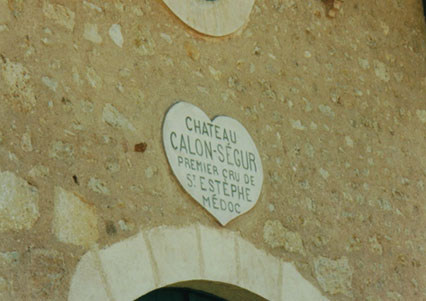 CHATEAU
CALON-SÉGUR
PREMIER CRU DE
ST ESTÈPHE
MÉDOC